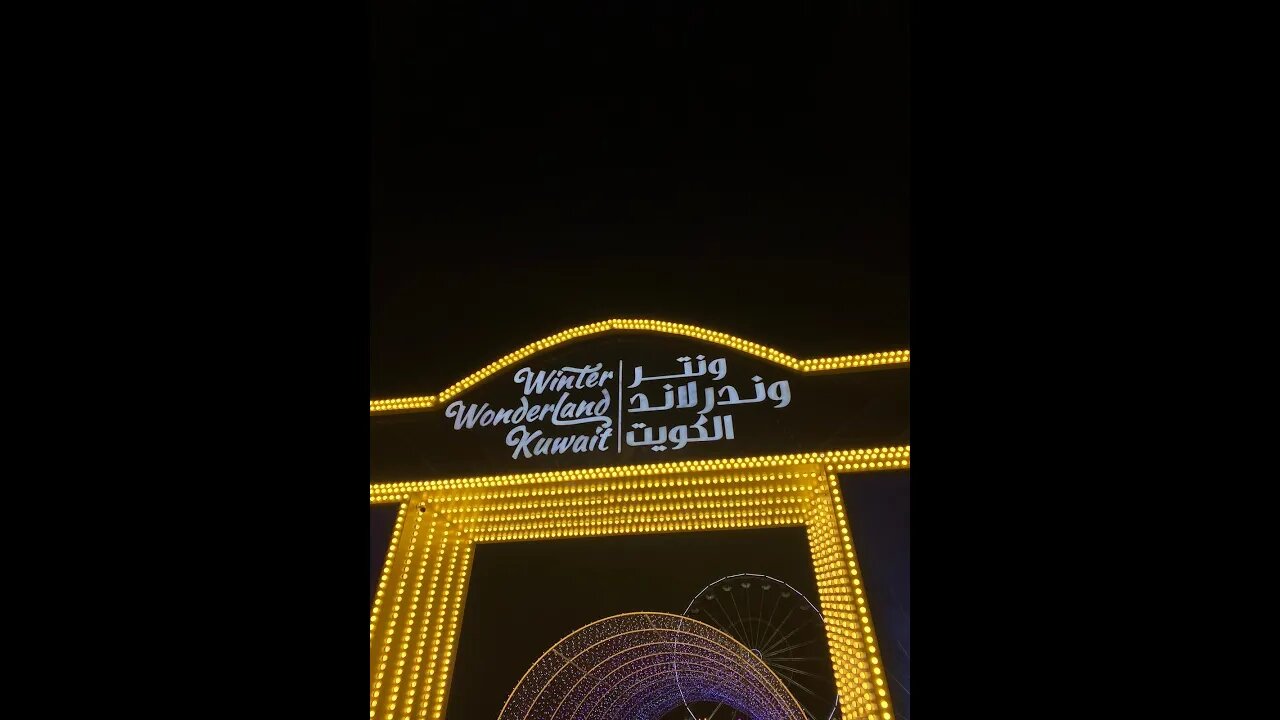 Winter
Wonderland
Kuwait
ونتر
وندرلاند
الكويت